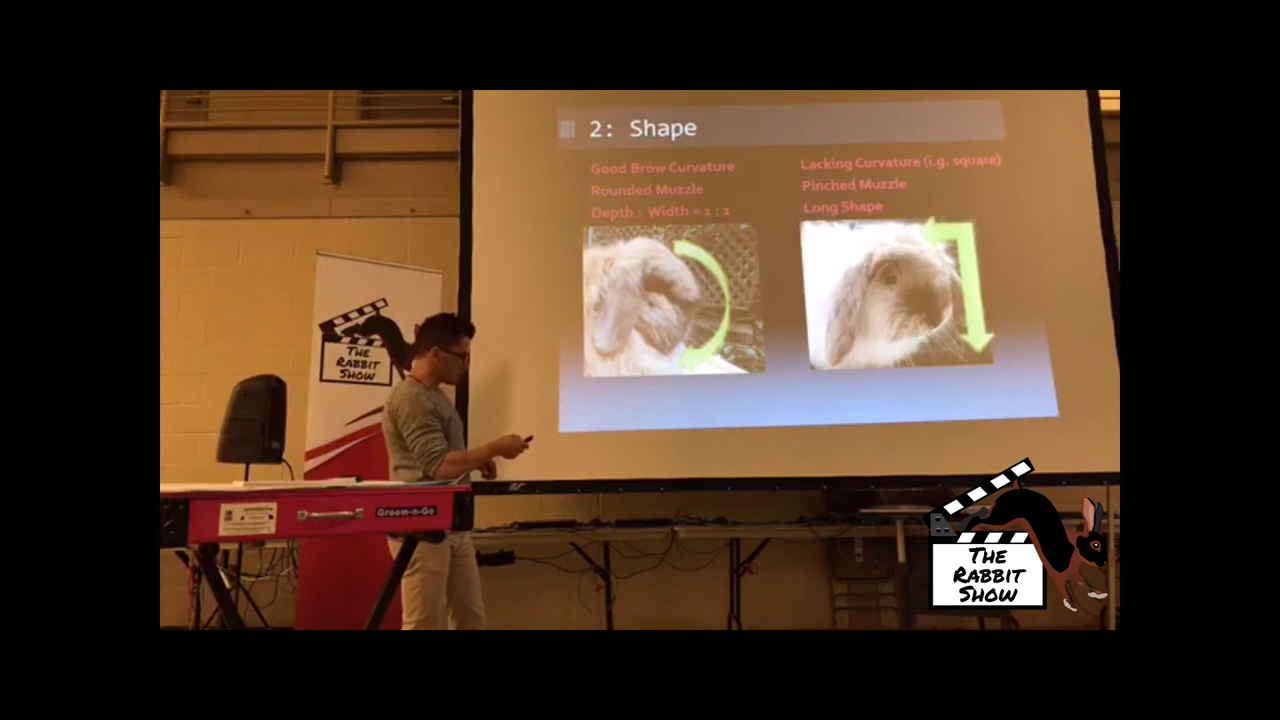 2: Shape
Good Brow Curvature
Rounded Muzzle
Depth : Width = 1 : 1
Lacking Curvature (i.g. square)
Pinched Muzzle
Long Shape
THE
RABBIT
SHOW
Groom-n-Go
THE
RABBIT
SHOW